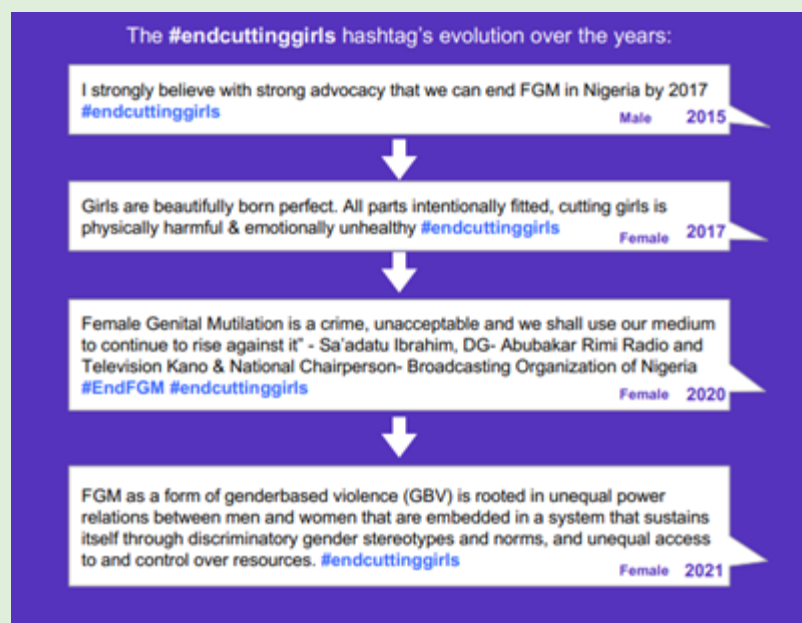 The #endcuttinggirls hashtag's evolution over the years:
I strongly believe with strong advocacy that we can end FGM in Nigeria by 2017
#endcuttinggirls
Male 2015
Girls are beautifully born perfect. All parts intentionally fitted, cutting girls is
physically harmful & emotionally unhealthy #endcuttinggirls
Female 2017
Female Genital Mutilation is a crime, unacceptable and we shall use our medium
to continue to rise against it” - Sa'adatu Ibrahim, DG- Abubakar Rimi Radio and
Television Kano & National Chairperson- Broadcasting Organization of Nigeria
#EndFGM #endcuttinggirls
Female 2020
FGM as a form of genderbased violence (GBV) is rooted in unequal power
relations between men and women that are embedded in a system that sustains
itself through discriminatory gender stereotypes and norms, and unequal access
to and control over resources. #endcuttinggirls
Female 2021